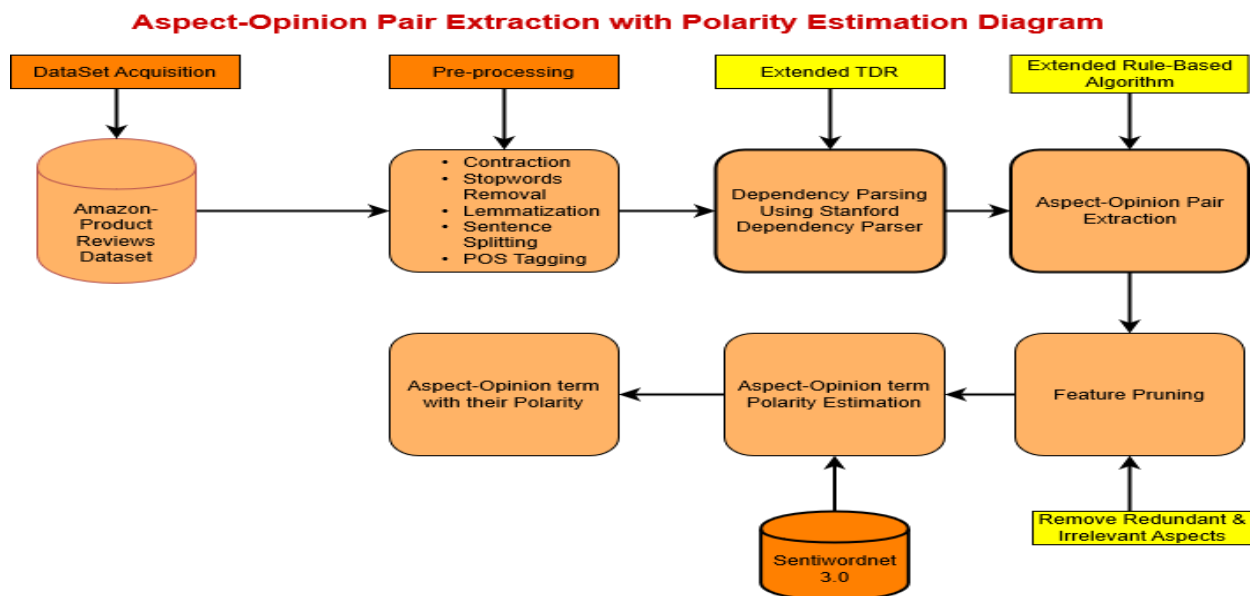 Aspect-Opinion Pair Extraction with Polarity Estimation Diagram
DataSet Acquisition
Pre-processing
Extended TDR
Extended Rule-Based
Algorithm
Amazon-
Product
Reviews
Dataset
• Contraction
• Stopwords
Removal
• Lemmatization
• Sentence
Splitting
• POS Tagging
Dependency Parsing
Using Stanford
Dependency Parser
Aspect-Opinion Pair
Extraction
Aspect-Opinion term
with their Polarity
Aspect-Opinion term
Polarity Estimation
Feature Pruning
Sentiwordnet
3.0
Remove Redundant &
Irrelevant Aspects